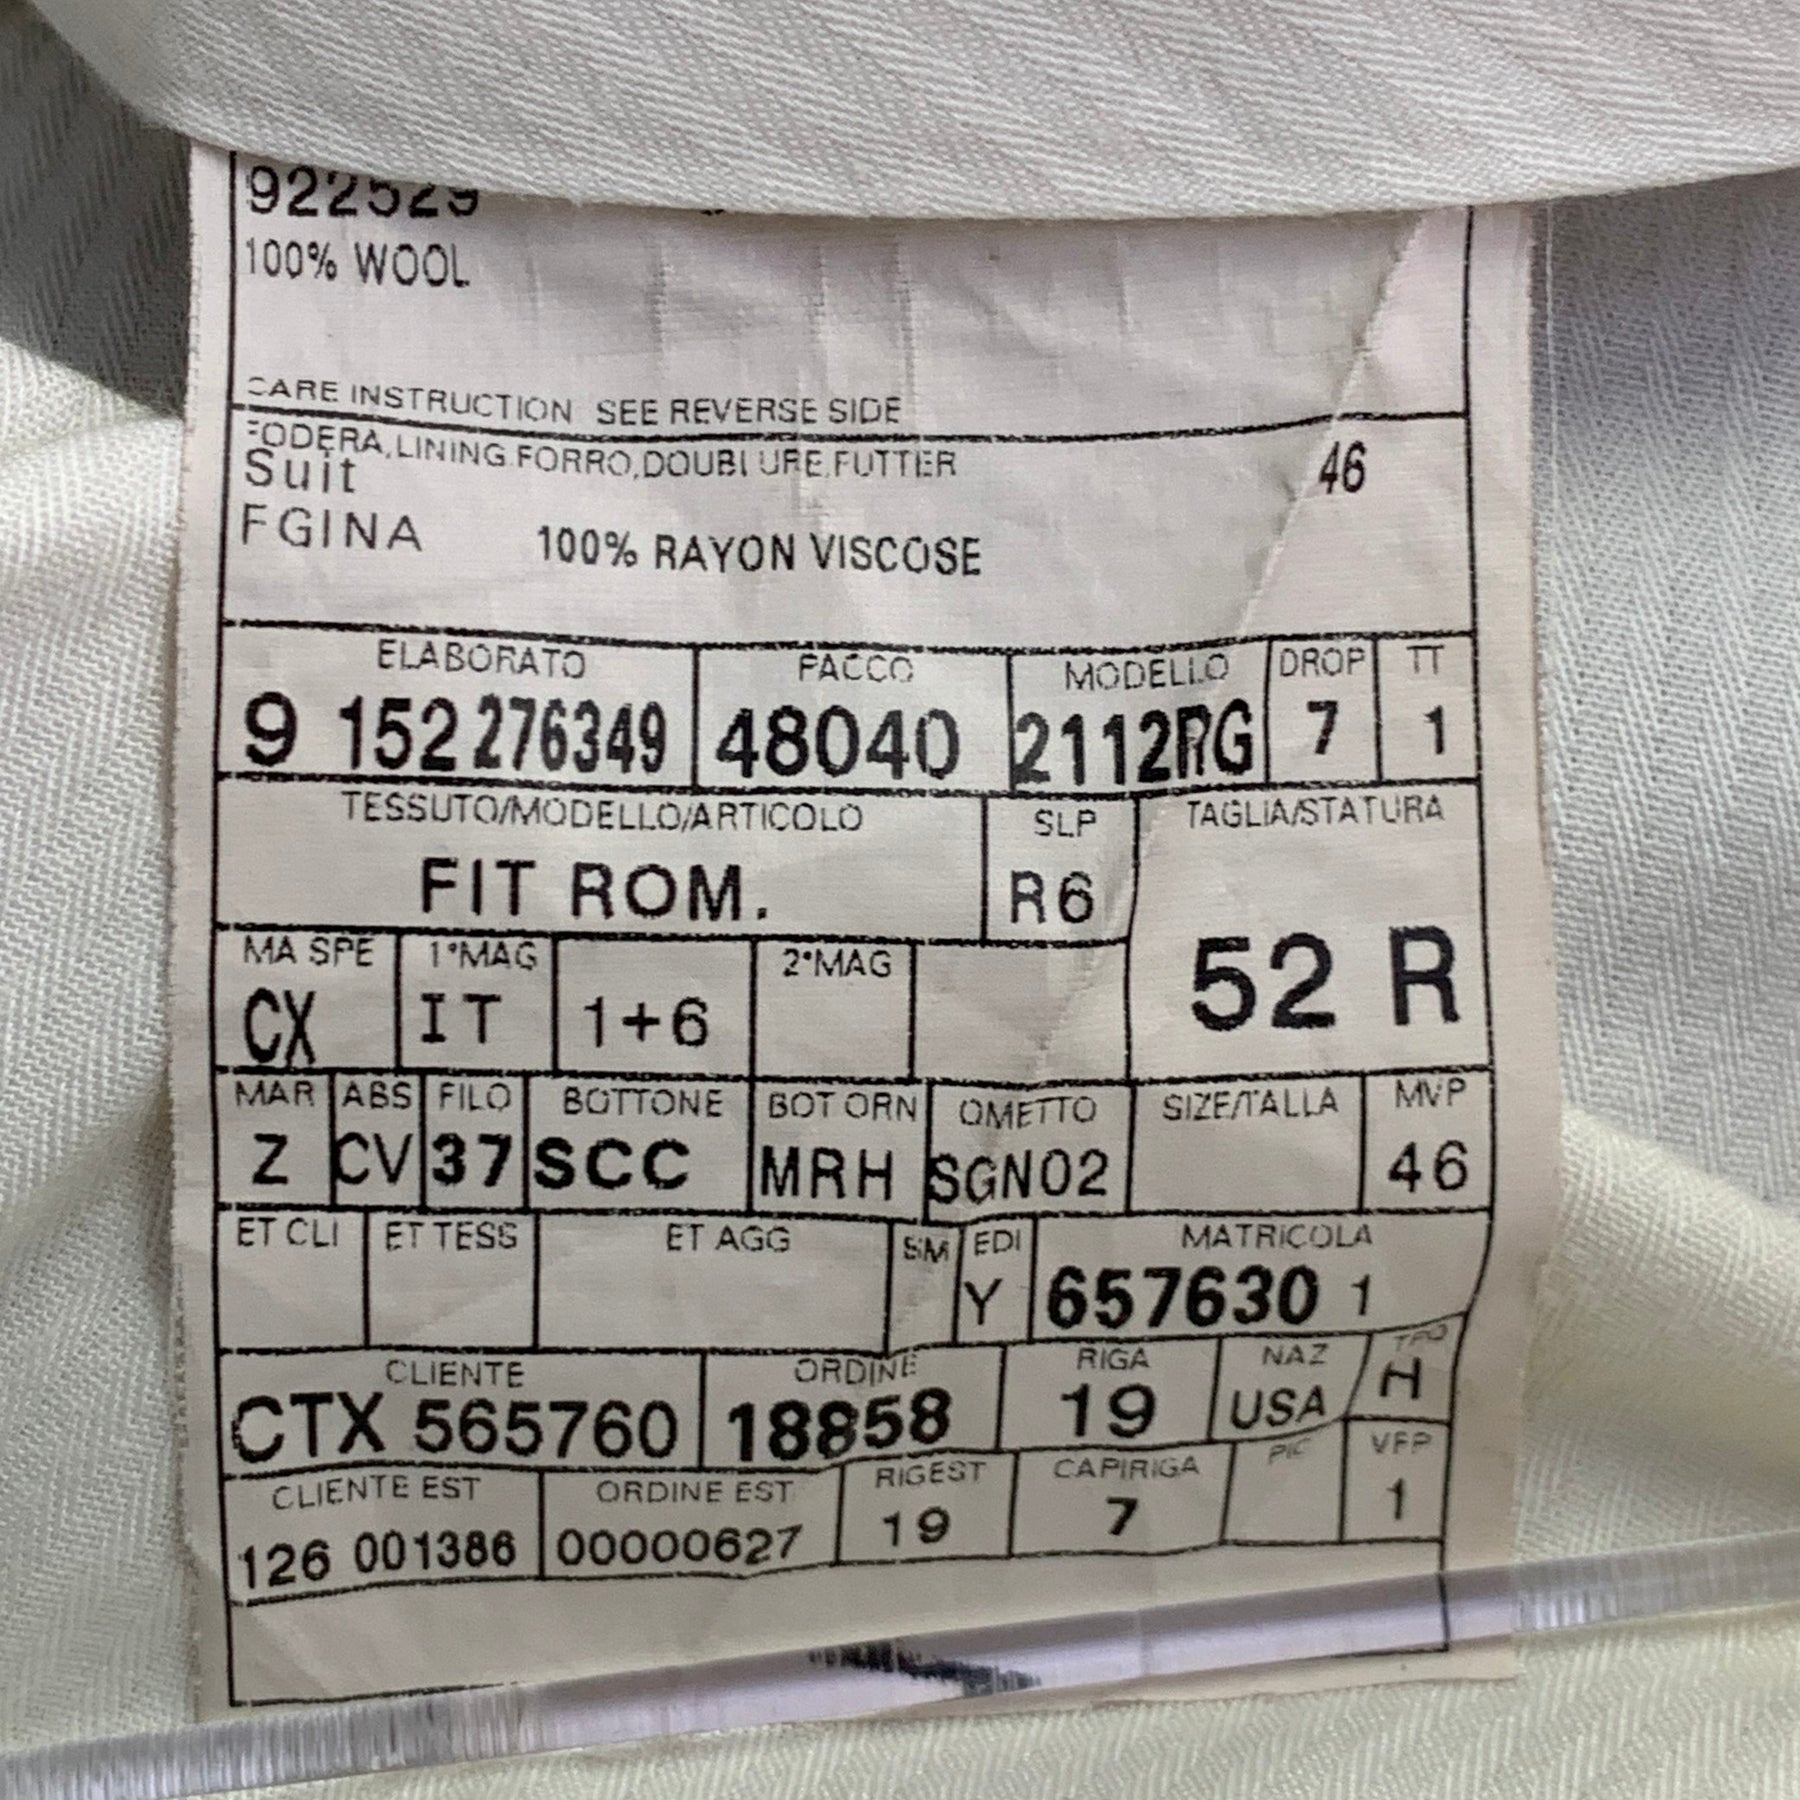 922529
100% WOOL
CARE INSTRUCTION SEE REVERSE SIDE
FODERA,LINING.FORRO,DOUBLURE,FUTTER
Suit 46
FGINA 100% RAYON VISCOSE
ELABORATO PACCO MODELLO DROP TT
9 152 276349 48040 2112RG 7 1
TESSUTO/MODELLO/ARTICOLO SLP TAGLIA/STATURA
FIT ROM. R6
52 R
MA SPE 1°MAG 2°MAG
CX IT 1+6
MAR ABS FILO BOTTONE BOT ORN OMETTO SIZE/TALLA MVP
Z CV 37 SCC MRH SGN02 46
ET CLI ET TESS ET AGG SIM EDI MATRICOLA
Y 657630 1
CLIENTE ORDINE RIGA NAZ TPO
CTX 565760 18858 19 USA H
CLIENTE EST ORDINE EST RIGEST CAPIRIGA PIC VFP
126 001386 00000627 19 7 1